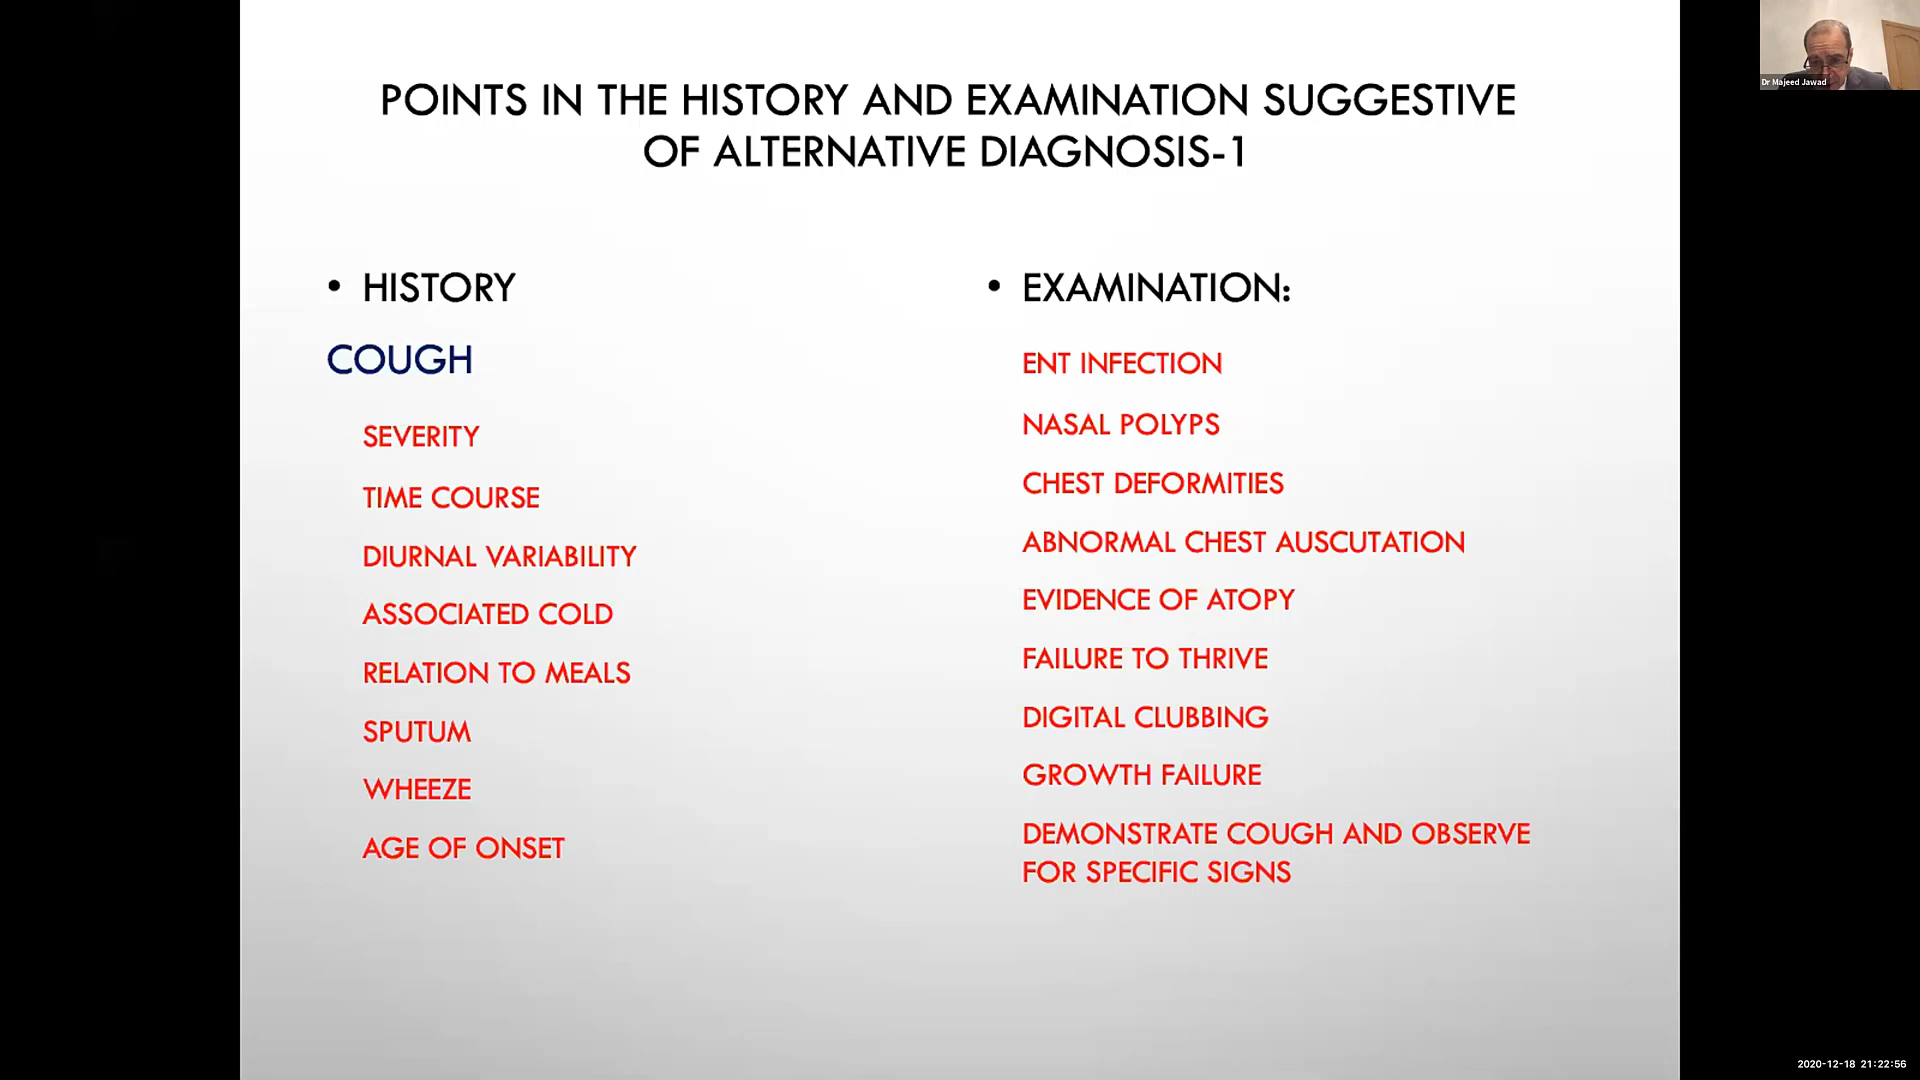 POINTS IN THE HISTORY AND EXAMINATION SUGGESTIVE
OF ALTERNATIVE DIAGNOSIS-1
• HISTORY
COUGH
SEVERITY
TIME COURSE
DIURNAL VARIABILITY
ASSOCIATED COLD
RELATION TO MEALS
SPUTUM
WHEEZE
AGE OF ONSET
• EXAMINATION:
ENT INFECTION
NASAL POLYPS
CHEST DEFORMITIES
ABNORMAL CHEST AUSCUTATION
EVIDENCE OF ATOPY
FAILURE TO THRIVE
DIGITAL CLUBBING
GROWTH FAILURE
DEMONSTRATE COUGH AND OBSERVE
FOR SPECIFIC SIGNS
Dr Majeed Jawad
2020-12-18 21:22:56